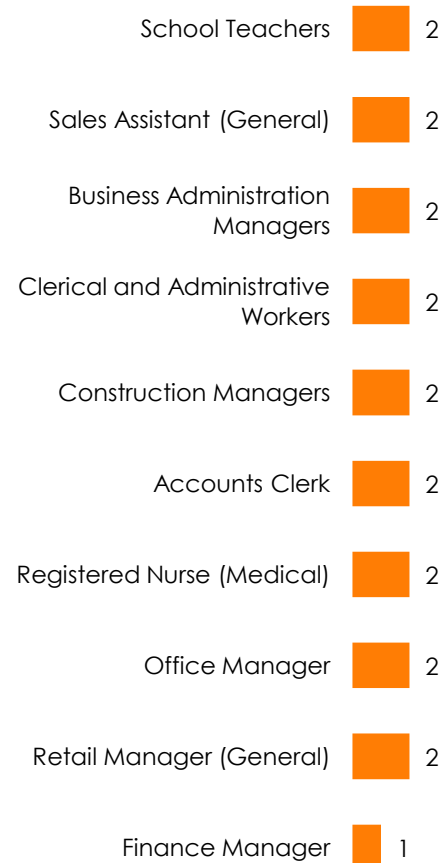 School Teachers 2
Sales Assistant (General) 2
Business Administration
Managers 2
Clerical and Administrative
Workers 2
Construction Managers 2
Accounts Clerk 2
Registered Nurse (Medical) 2
Office Manager 2
Retail Manager (General) 2
Finance Manager 1